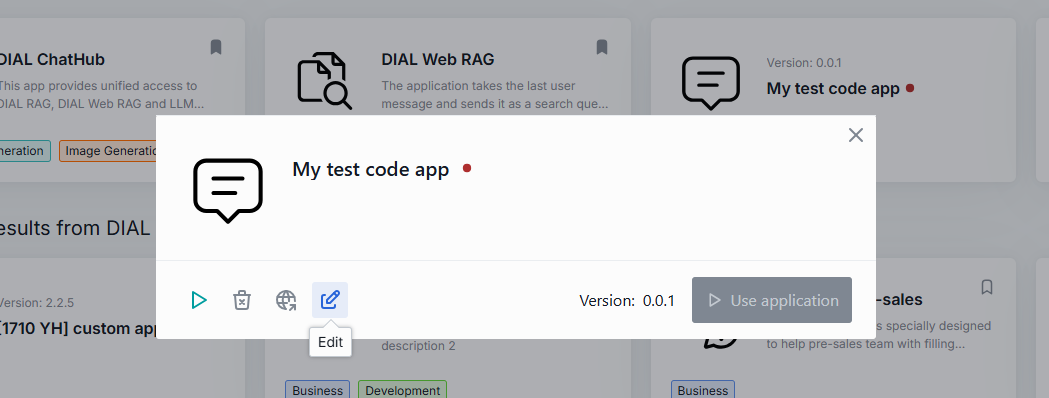 DIAL ChatHub
This app provides unified access to
DIAL RAG, DIAL Web RAG and LLM...
Image Generatio
DIAL Web RAG
The application takes the last user
message and sends it as a search que...
Version: 0.0.1
My test code app
My test code app
Version: 0.0.1
Use application
Edit
esults from DIAL
Version: 2.2.5
[1710 YH] custom app
description 2
Business
Development
-sales
s specially designed
to help pre-sales team with filling...
Business